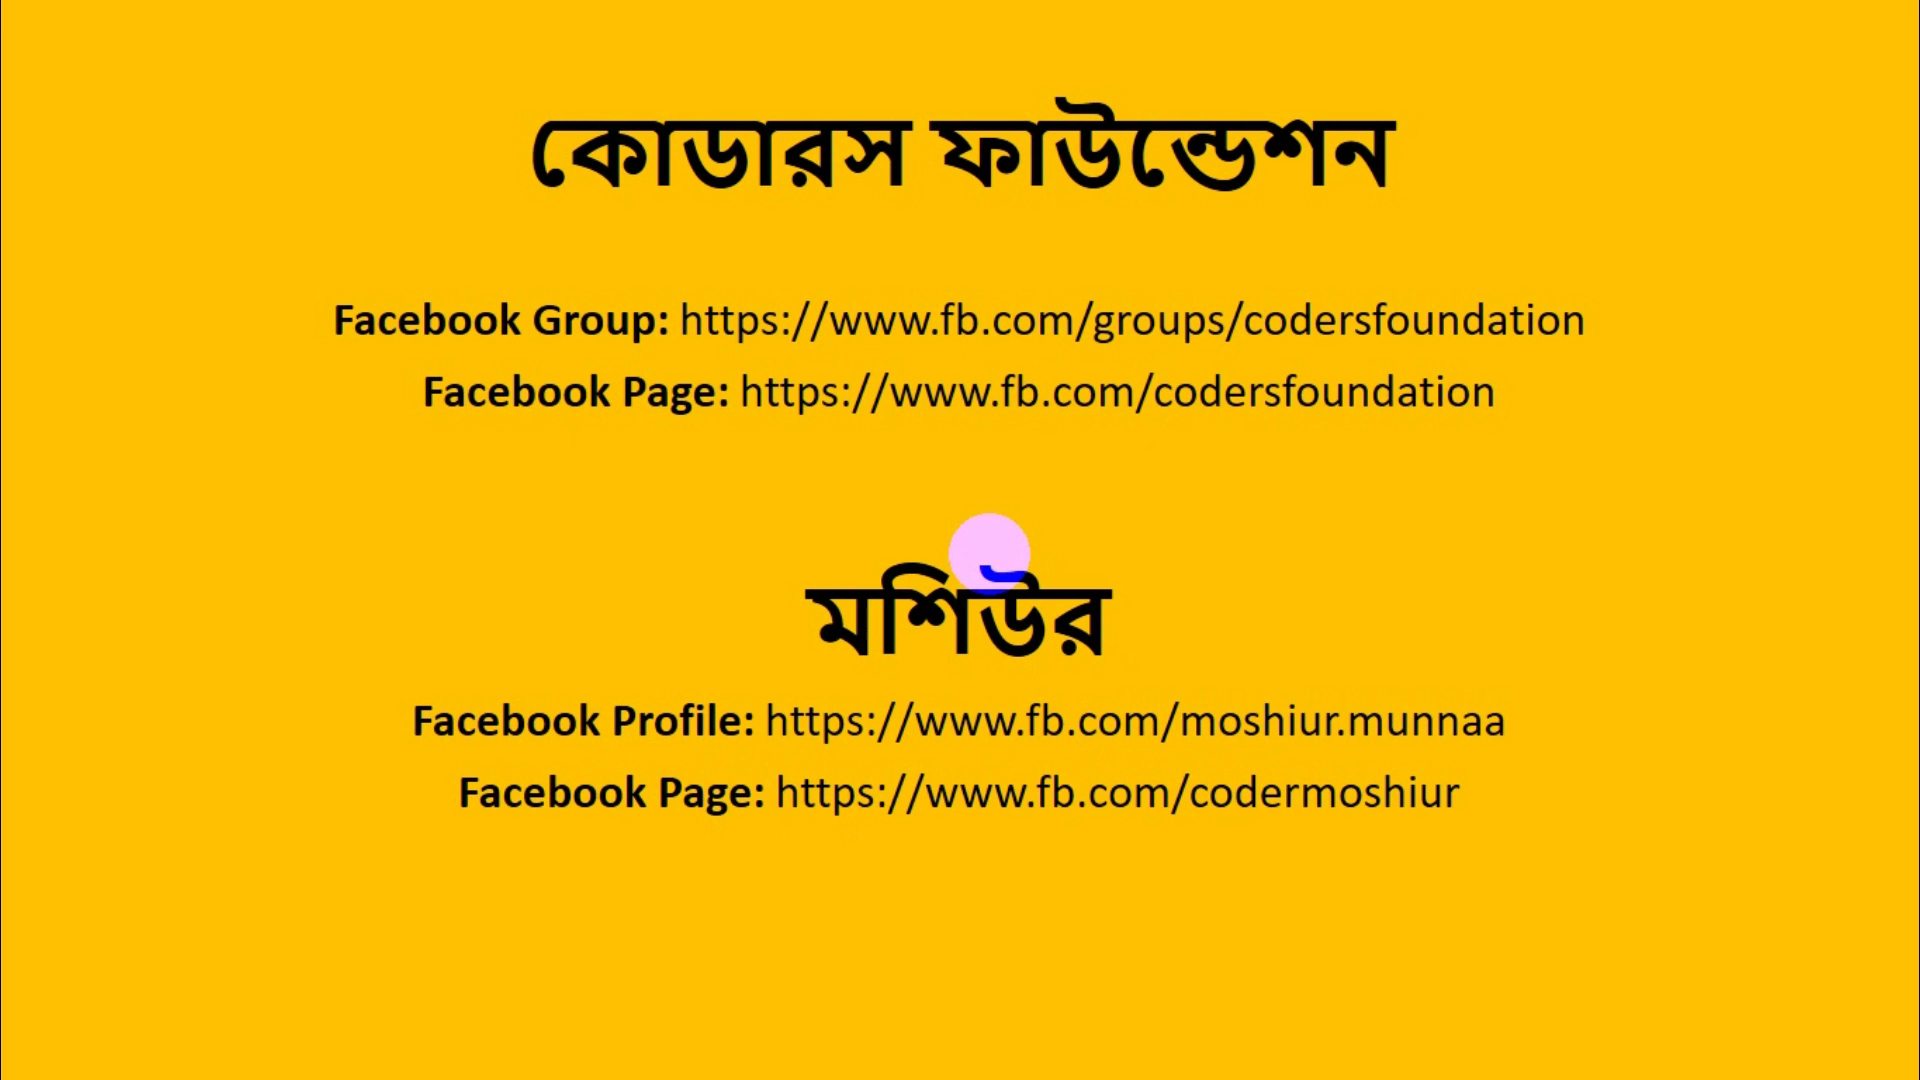 কোডারস ফাউন্ডেশন
Facebook Group: https://www.fb.com/groups/codersfoundation
Facebook Page: https://www.fb.com/codersfoundation
মশিউর
Facebook Profile: https://www.fb.com/moshiur.munnaa
Facebook Page: https://www.fb.com/codermoshiur